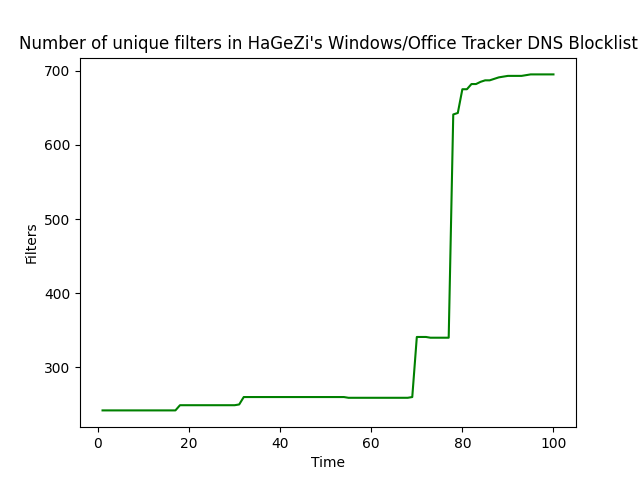 Number of unique filters in HaGeZi's Windows/Office Tracker DNS Blocklist
700
600
500
400
300
Filters
0 20 40 60 80 100
Time